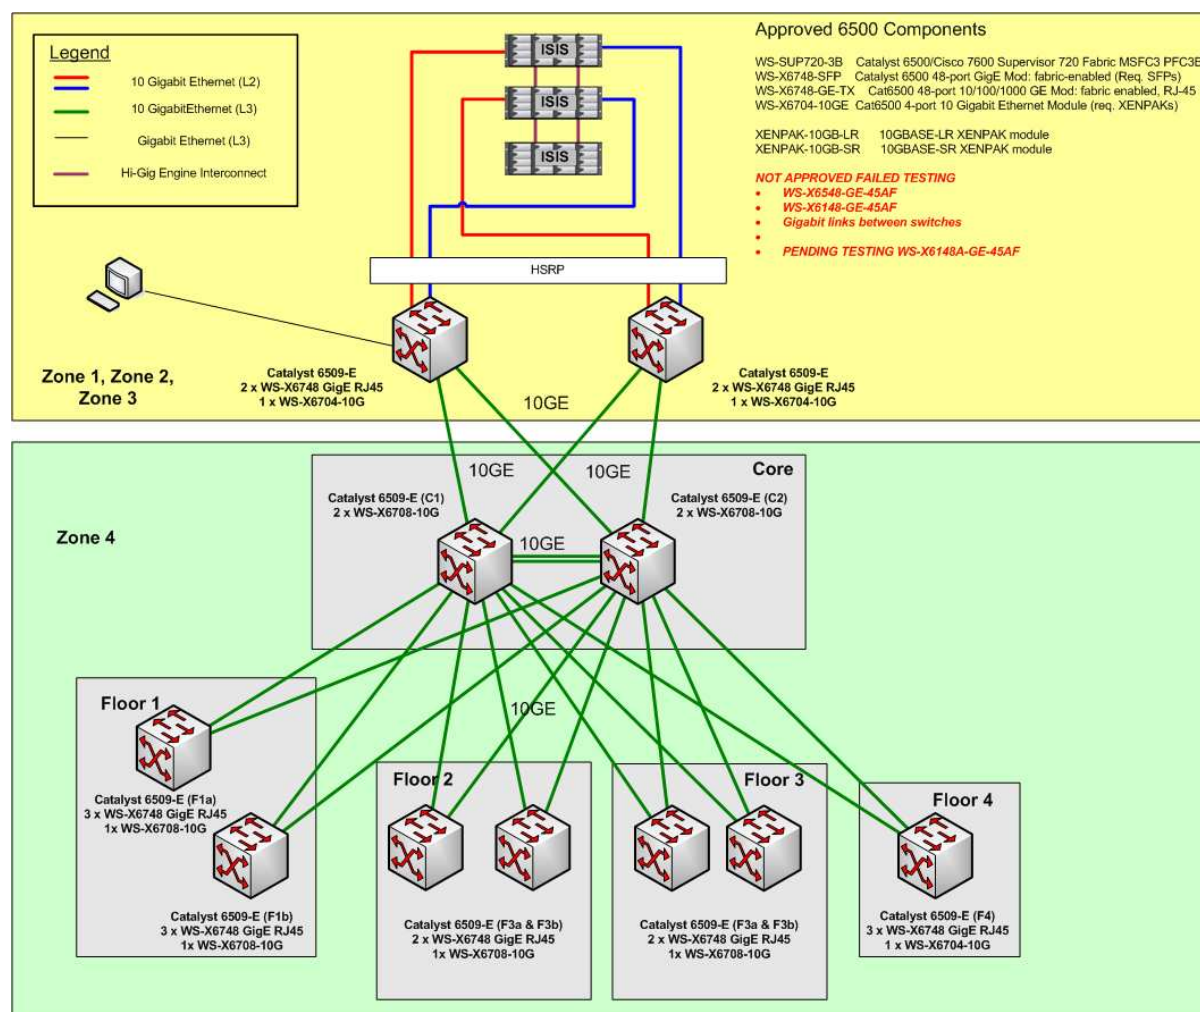 Legend
10 Gigabit Ethernet (L2)
10 GigabitEthernet (L3)
Gigabit Ethernet (L3)
Hi-Gig Engine Interconnect
ISIS
ISIS
ISIS
Approved 6500 Components
WS-SUP720-3B Catalyst 6500/Cisco 7600 Supervisor 720 Fabric MSFC3 PFC3B
WS-X6748-SFP Catalyst 6500 48-port GigE Mod: fabric-enabled (Req. SFPs)
WS-X6748-GE-TX Cat6500 48-port 10/100/1000 GE Mod: fabric enabled, RJ-45
WS-X6704-10GE Cat6500 4-port 10 Gigabit Ethernet Module (req. XENPAKs)
XENPAK-10GB-LR 10GBASE-LR XENPAK module
XENPAK-10GB-SR 10GBASE-SR XENPAK module
NOT APPROVED FAILED TESTING
• WS-X6548-GE-45AF
• WS-X6148-GE-45AF
• Gigabit links between switches
•
• PENDING TESTING WS-X6148A-GE-45AF
HSRP
Zone 1, Zone 2,
Zone 3
Catalyst 6509-E
2 x WS-X6748 GigE RJ45
1 x WS-X6704-10G
Catalyst 6509-E
2 x WS-X6748 GigE RJ45
1 x WS-X6704-10G
10GE
10GE
10GE
Core
Catalyst 6509-E (C1)
2 x WS-X6708-10G
Catalyst 6509-E (C2)
2 x WS-X6708-10G
Zone 4
10GE
10GE
Floor 1
Catalyst 6509-E (F1a)
3 x WS-X6748 GigE RJ45
1x WS-X6708-10G
Catalyst 6509-E (F1b)
3 x WS-X6748 GigE RJ45
1x WS-X6708-10G
Floor 2
Catalyst 6509-E (F3a & F3b)
2 x WS-X6748 GigE RJ45
1x WS-X6708-10G
Floor 3
Catalyst 6509-E (F3a & F3b)
2 x WS-X6748 GigE RJ45
1x WS-X6708-10G
Floor 4
Catalyst 6509-E (F4)
3 x WS-X6748 GigE RJ45
1 x WS-X6704-10G